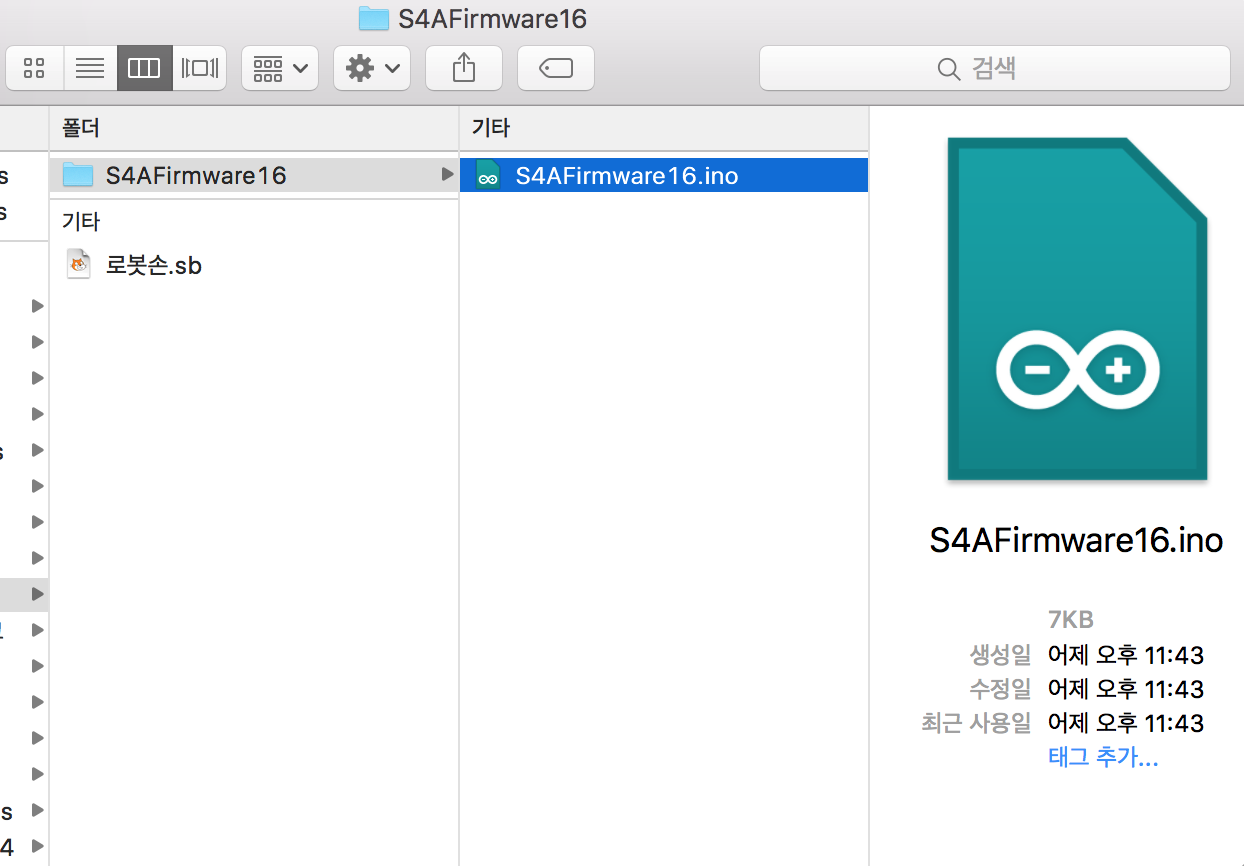 S4AFirmware16
검색
폴더
기타
S4AFirmware16
S4AFirmware16.ino
기타
로봇손.sb
S4AFirmware16.ino
7KB
생성일 어제 오후 11:43
수정일 어제 오후 11:43
최근 사용일 어제 오후 11:43
태그 추가...